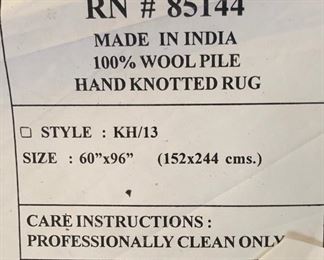 RN # 85144
MADE IN INDIA
100% WOOL PILE
HAND KNOTTED RUG
STYLE : KH/13
SIZE : 60"x96" (152x244 cms.)
CARE INSTRUCTIONS :
PROFESSIONALLY CLEAN ONLY